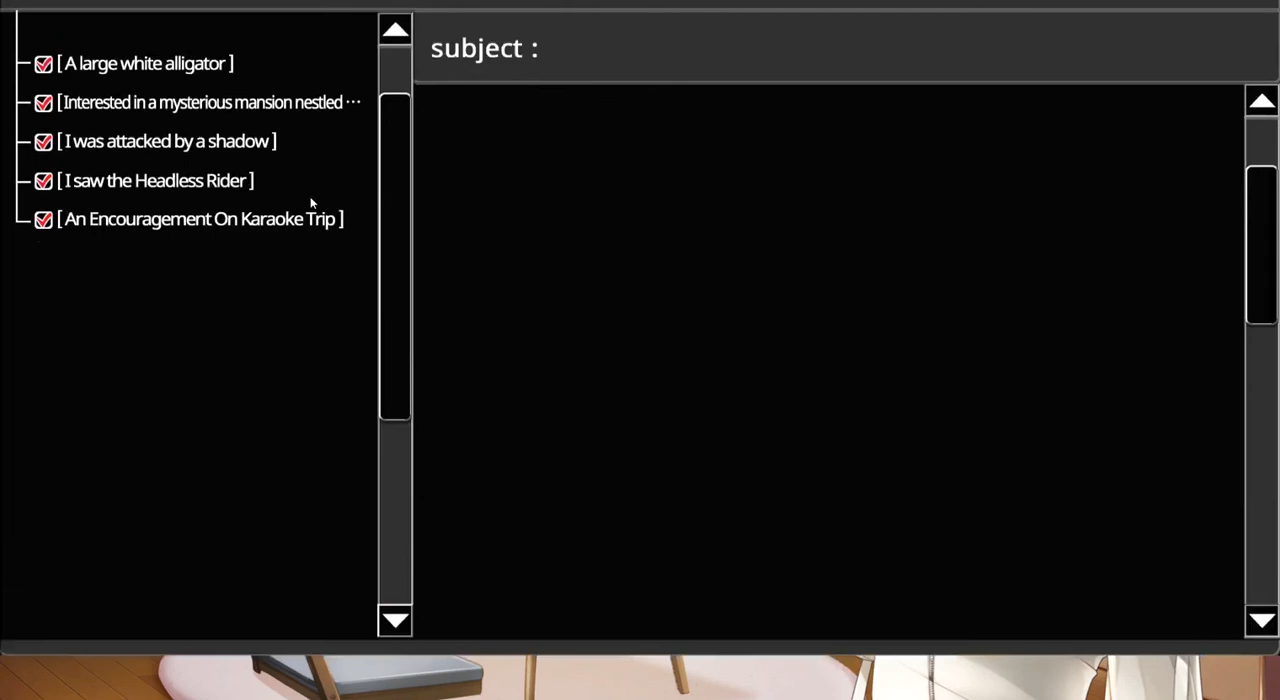 [ A large white alligator ]
[Interested in a mysterious mansion nestled ⋯
[ I was attacked by a shadow ]
[ I saw the Headless Rider ]
[ An Encouragement On Karaoke Trip ]
subject :